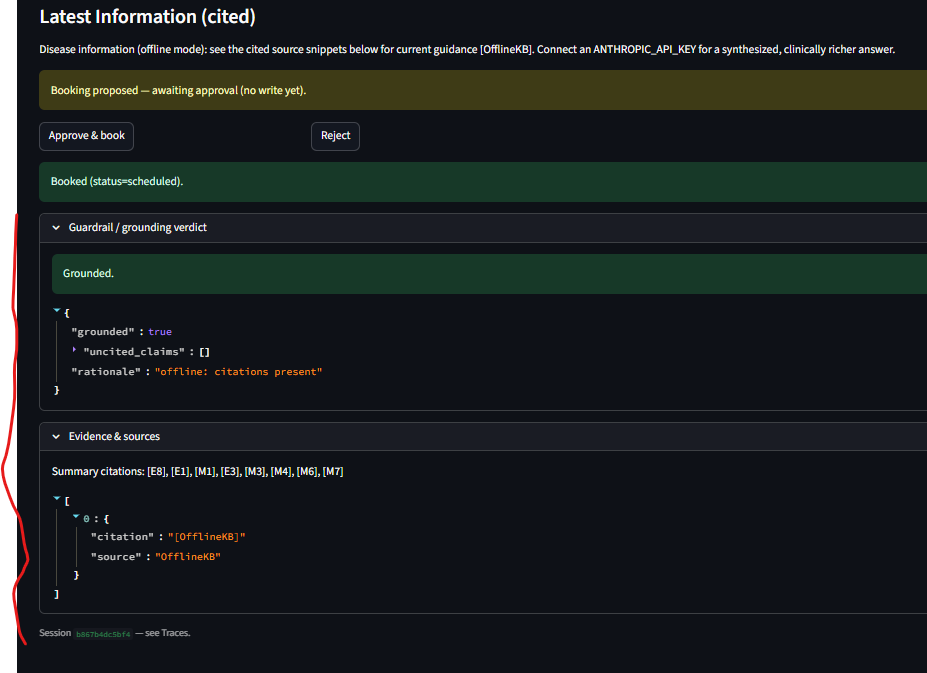 Latest Information (cited)
Disease information (offline mode): see the cited source snippets below for current guidance [OfflineKB]. Connect an ANTHROPIC_API_KEY for a synthesized, clinically richer answer.
Booking proposed — awaiting approval (no write yet).
Approve & book Reject
Booked (status=scheduled).
Guardrail / grounding verdict
Grounded.
{
"grounded" : true
"uncited_claims" : []
"rationale" : "offline: citations present"
}
Evidence & sources
Summary citations: [E8], [E1], [M1], [E3], [M3], [M4], [M6], [M7]
[
0 : {
"citation" : "[OfflineKB]"
"source" : "OfflineKB"
}
]
Session b867b4dc5bf4 — see Traces.